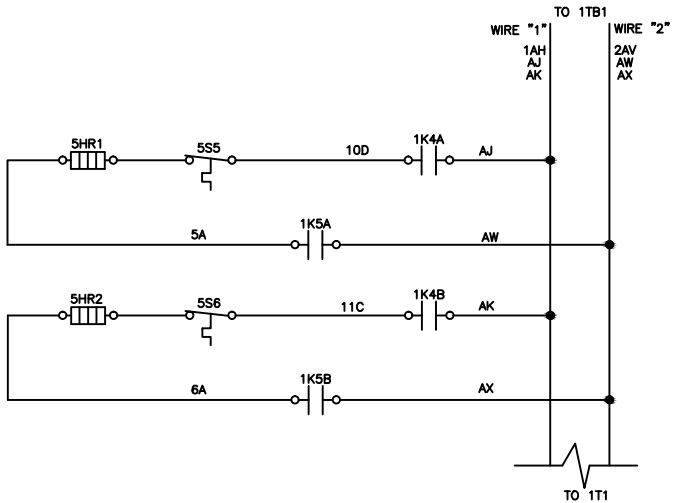 TO 1TB1
WIRE "1"
WIRE "2"
1AH
2AV
AJ
AW
AK
AX
5HR1
5S5
10D
1K4A
AJ
5A
1K5A
AW
5HR2
5S6
11C
1K4B
AK
6A
1K5B
AX
TO 1T1